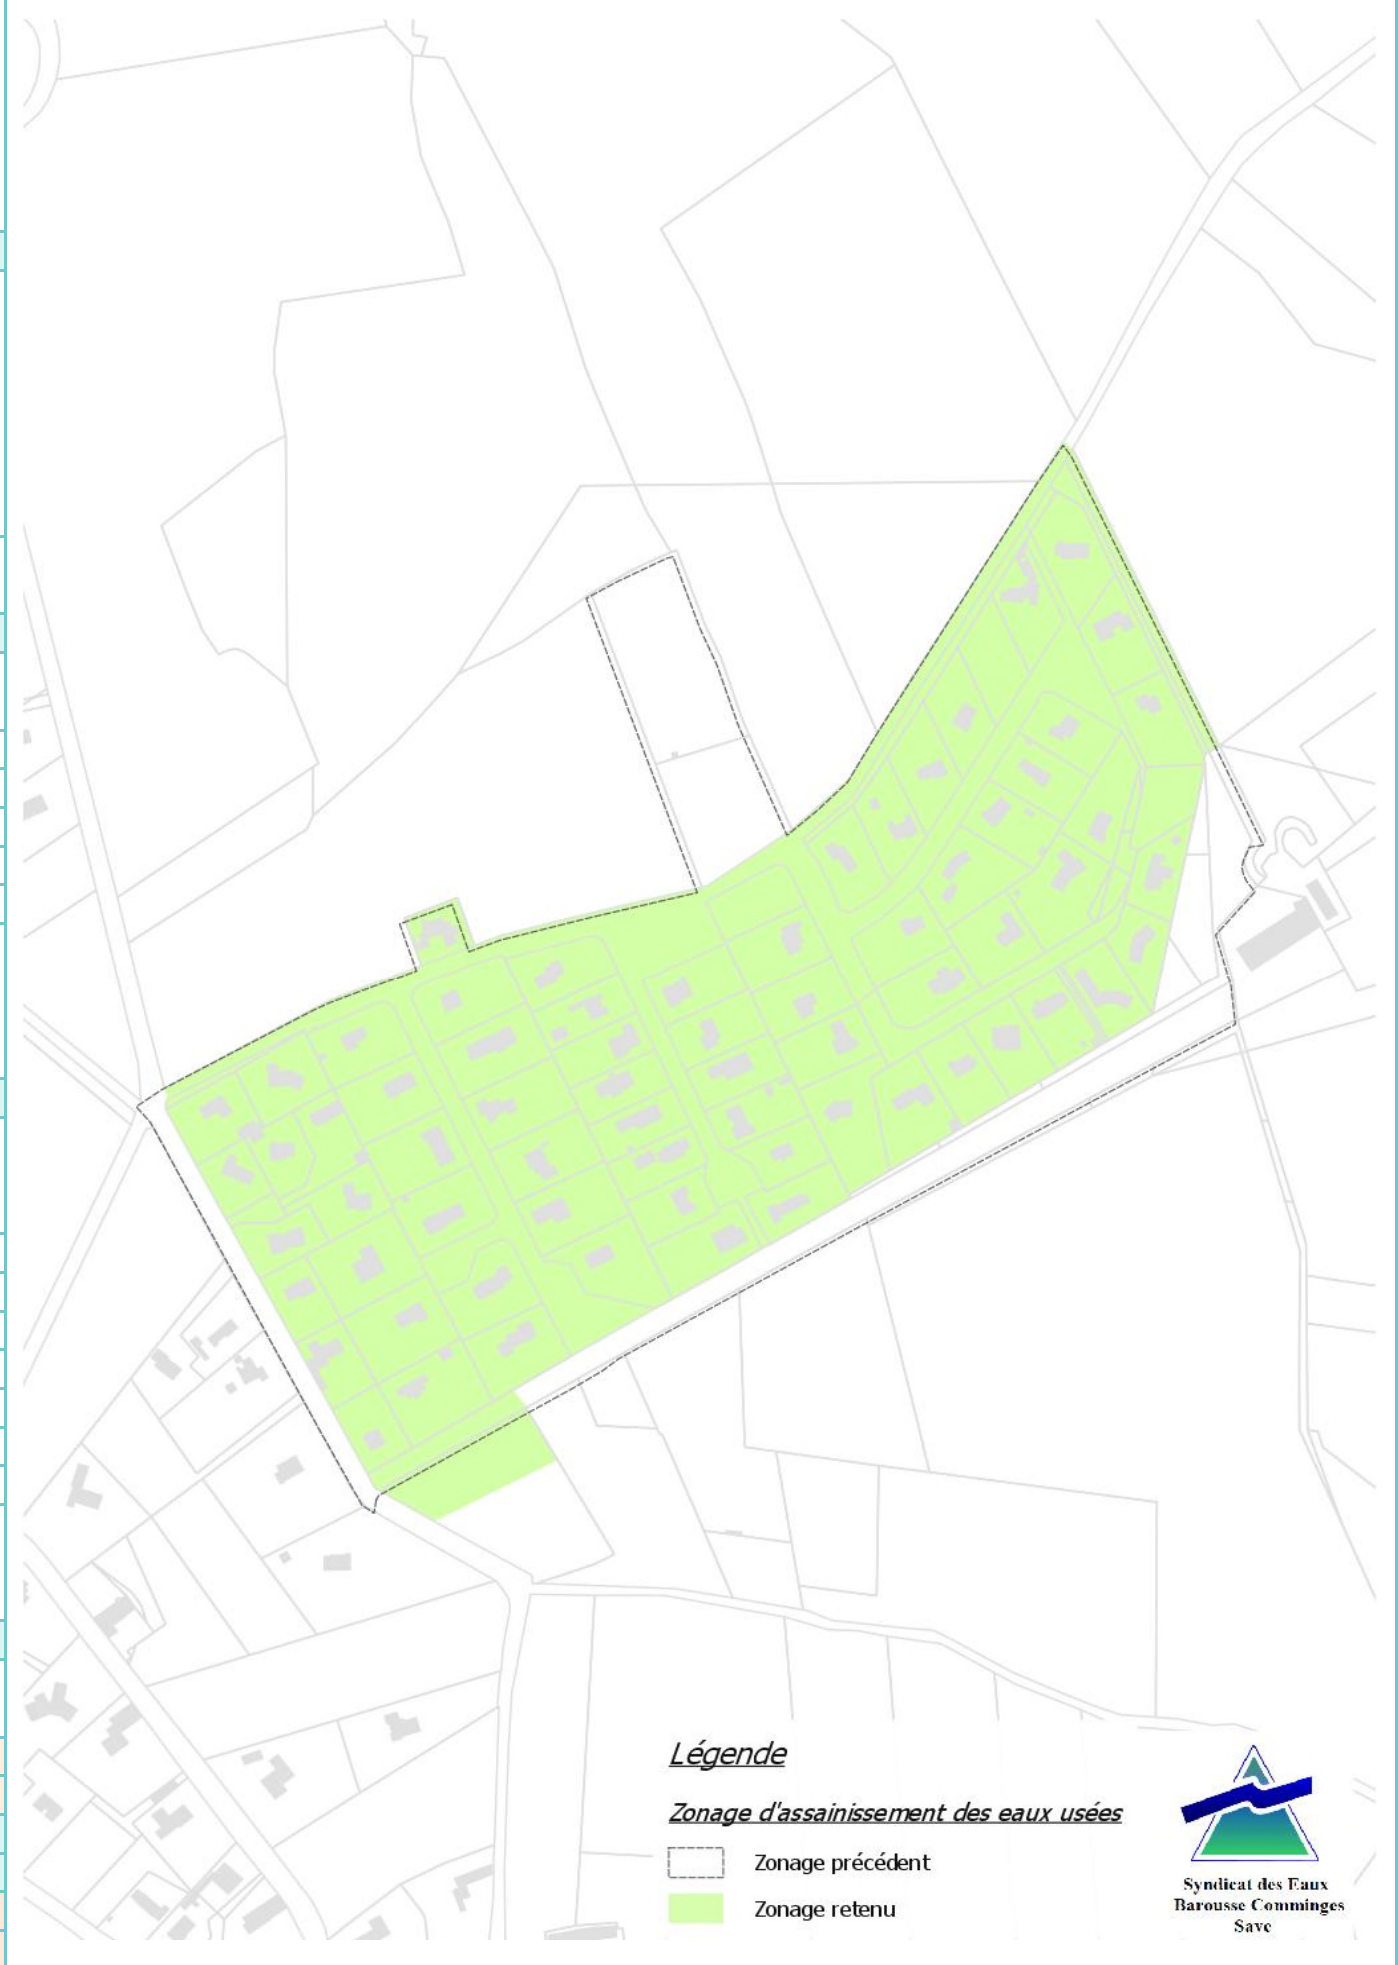 Légende
Zonage d'assainissement des eaux usées
Zonage précédent
Zonage retenu
Syndicat des Eaux
Barousse Comminges
Save